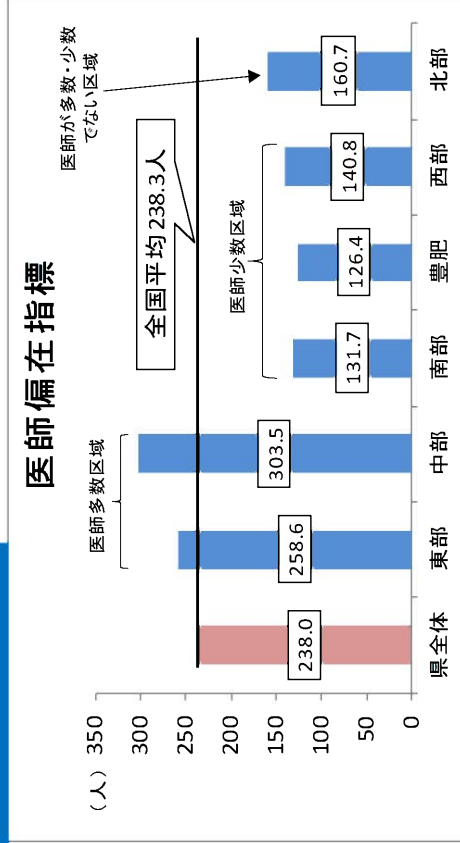 医師偏在指標
（人）
350
300
250
200
150
100
50
0
医師多数区域
全国平均238.3人
医師少数区域
医師が多数・少数
でない区域
238.0
258.6
303.5
131.7
126.4
140.8
160.7
県全体
東部
中部
南部
豊肥
西部
北部